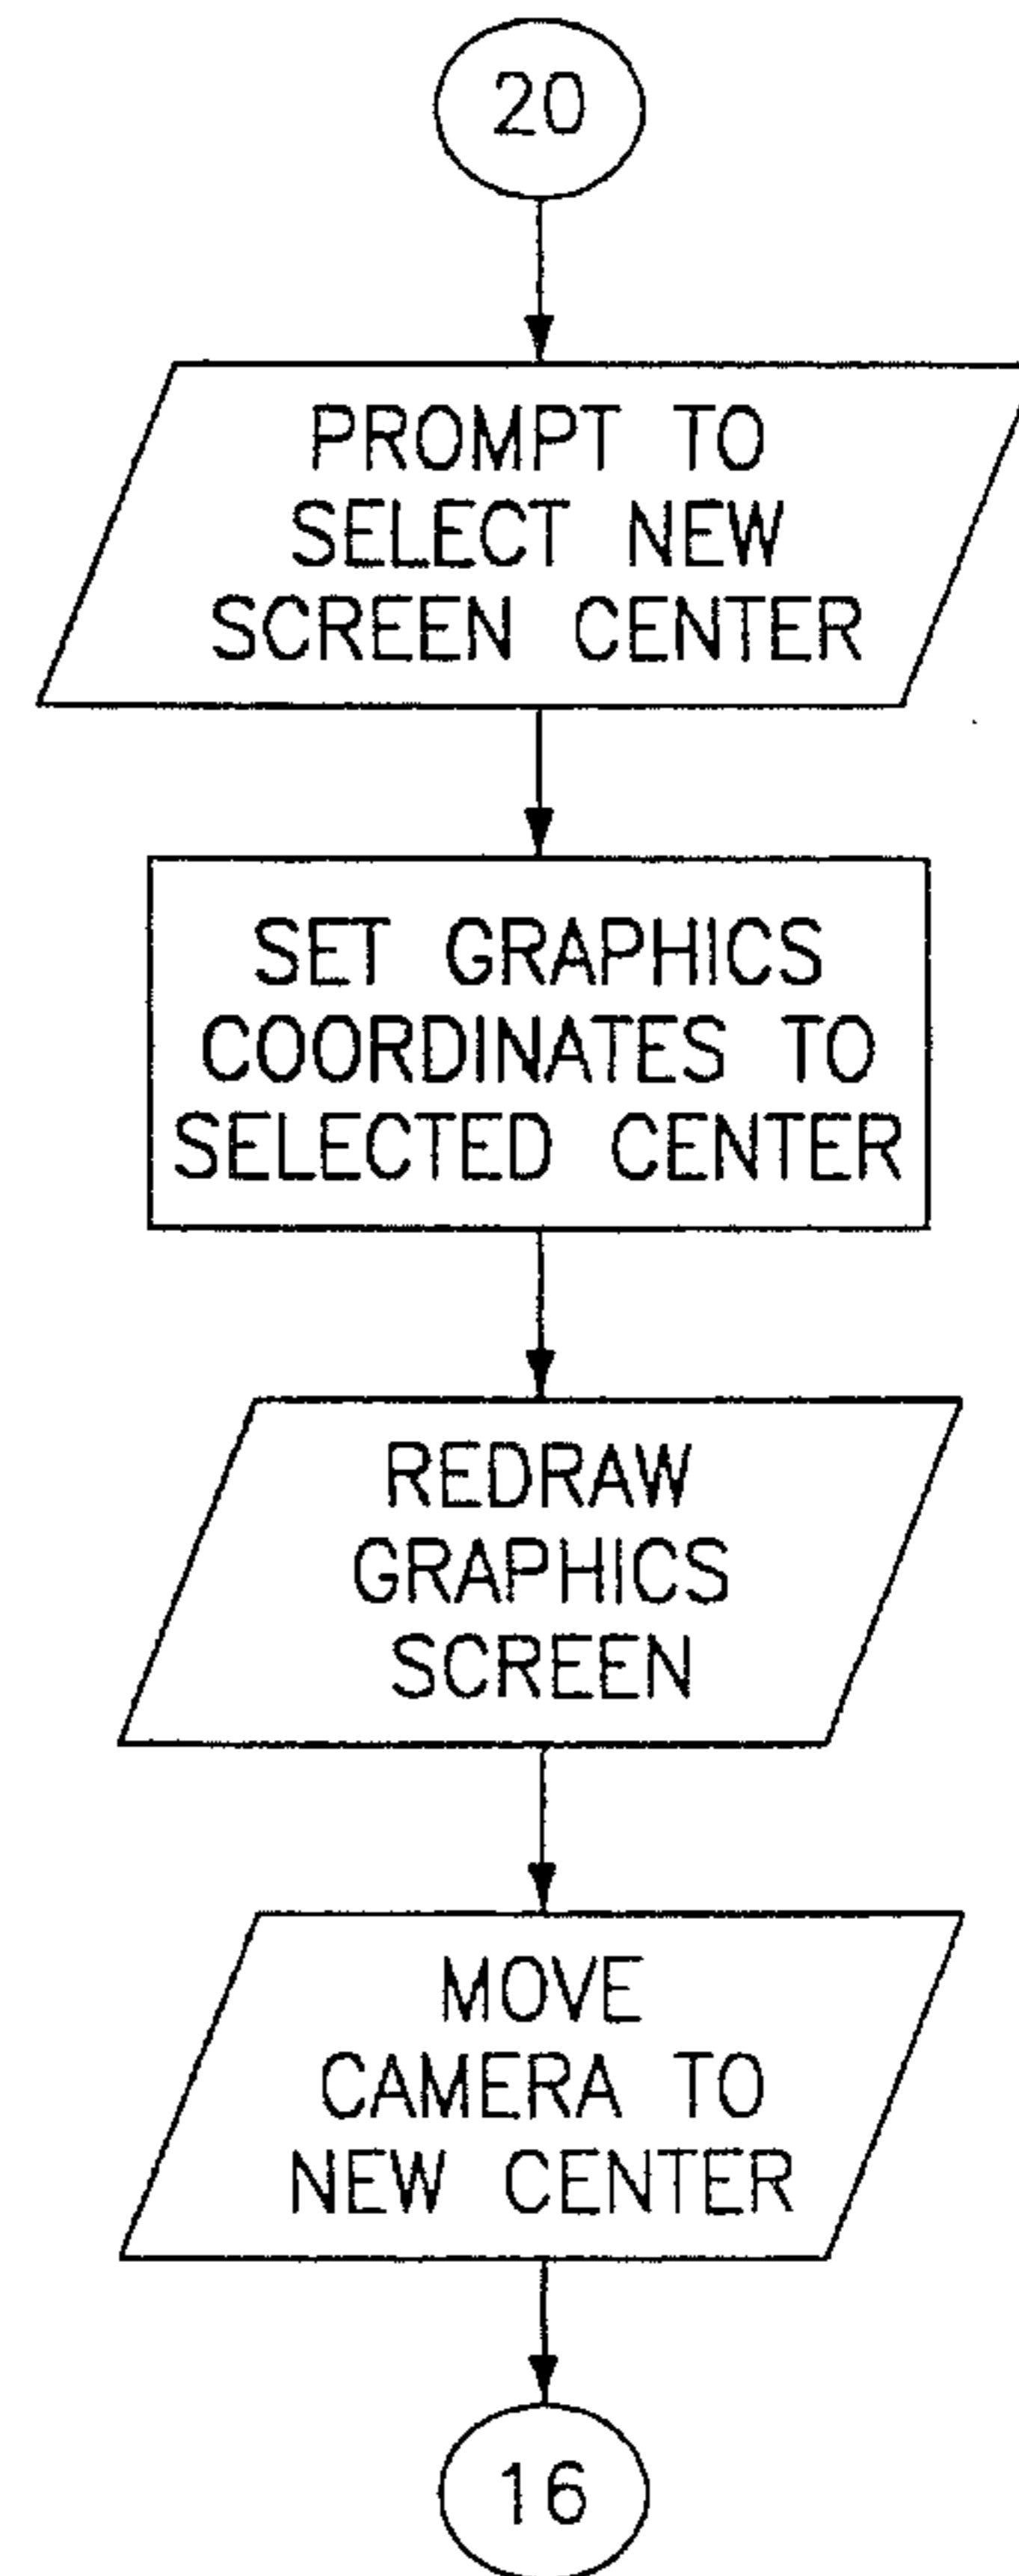 20
PROMPT TO
SELECT NEW
SCREEN CENTER
SET GRAPHICS
COORDINATES TO
SELECTED CENTER
REDRAW
GRAPHICS
SCREEN
MOVE
CAMERA TO
NEW CENTER
16